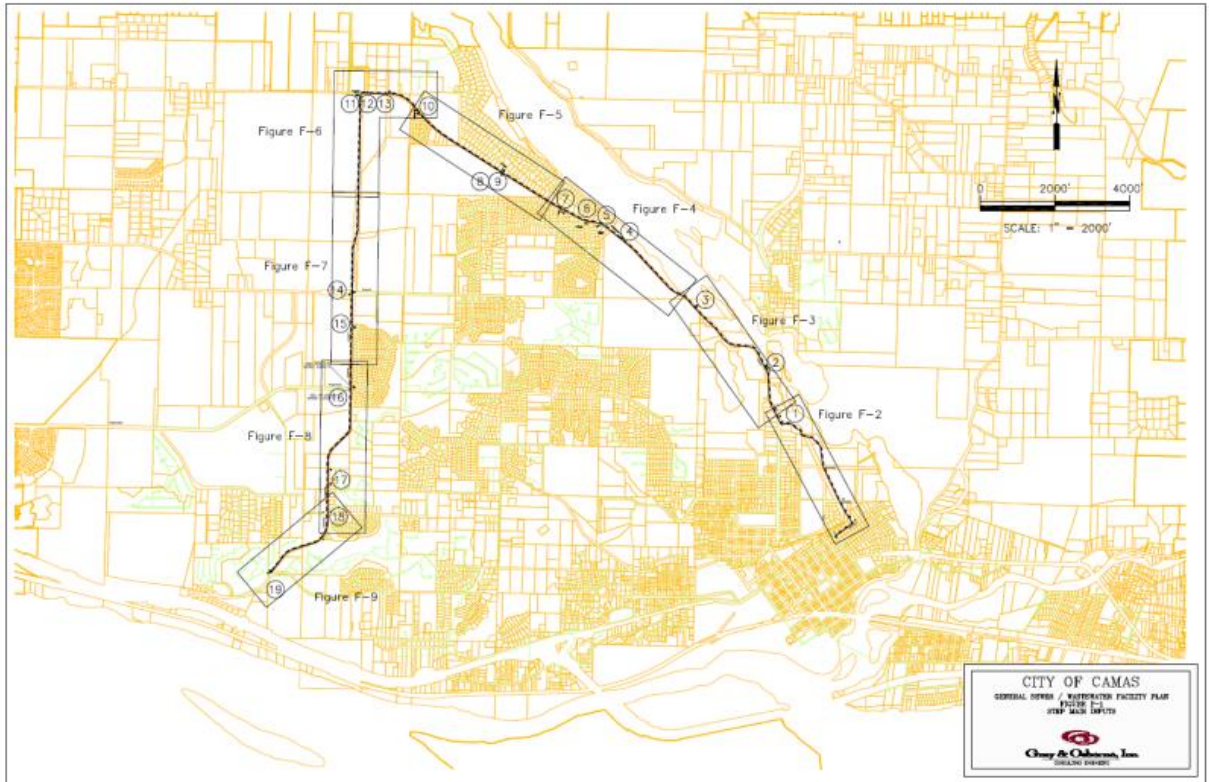 11
12
13
10
Figure F-6
Figure F-5
8
9
7
6
5
4
Figure F-4
0 2000' 4000'
SCALE: 1" = 2000'
Figure F-7
14
3
15
Figure F-3
2
16
1
Figure F-2
Figure F-8
17
18
19
Figure F-9
CITY OF CAMAS
GENERAL SEWER / WASTEWATER FACILITY PLAN
FIGURE F-1
STEP MAIN INPUTS
Gray & Osborne, Inc.
CONSULTING ENGINEERS